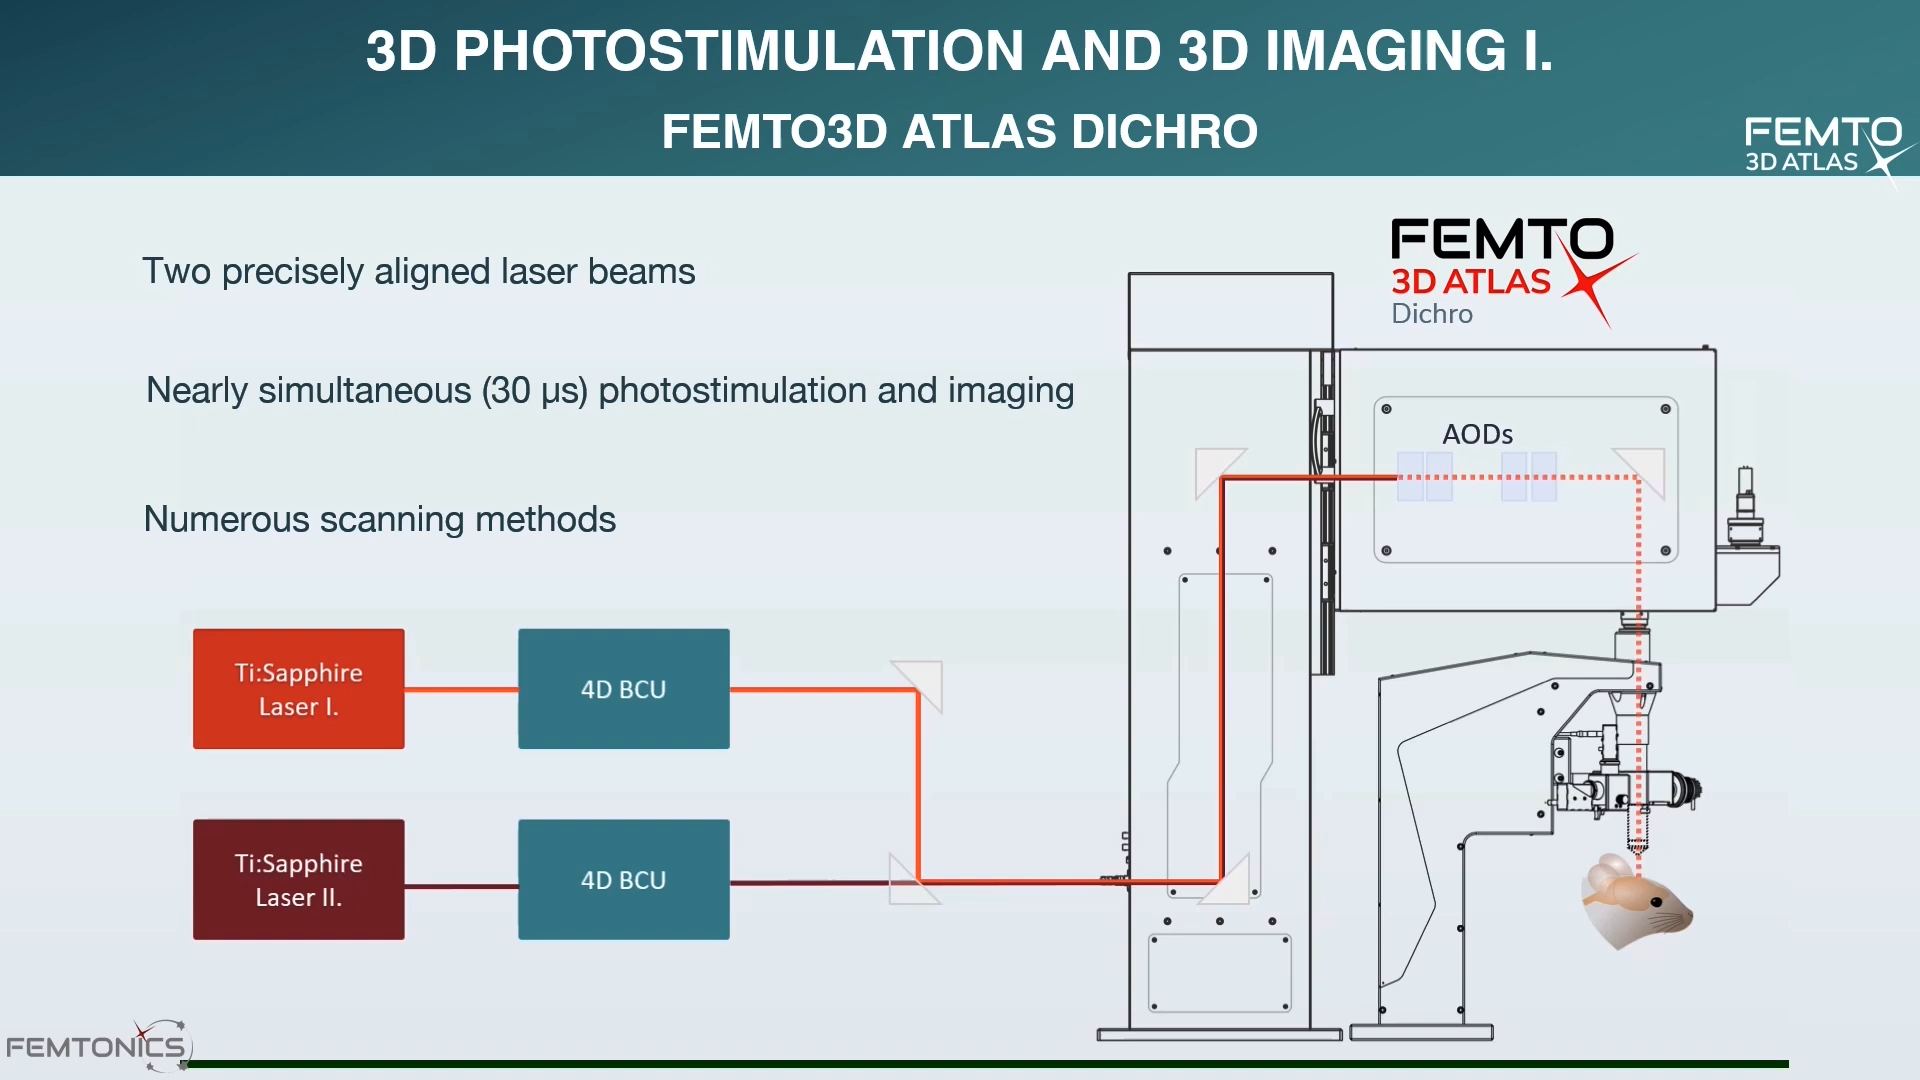 3D PHOTOSTIMULATION AND 3D IMAGING I.
FEMTO3D ATLAS DICHRO
FEMTO
3D ATLAS
Two precisely aligned laser beams
Nearly simultaneous (30 µs) photostimulation and imaging
Numerous scanning methods
FEMTO
3D ATLAS
Dichro
AODs
Ti:Sapphire
Laser I.
4D BCU
Ti:Sapphire
Laser II.
4D BCU
FEMTONICS